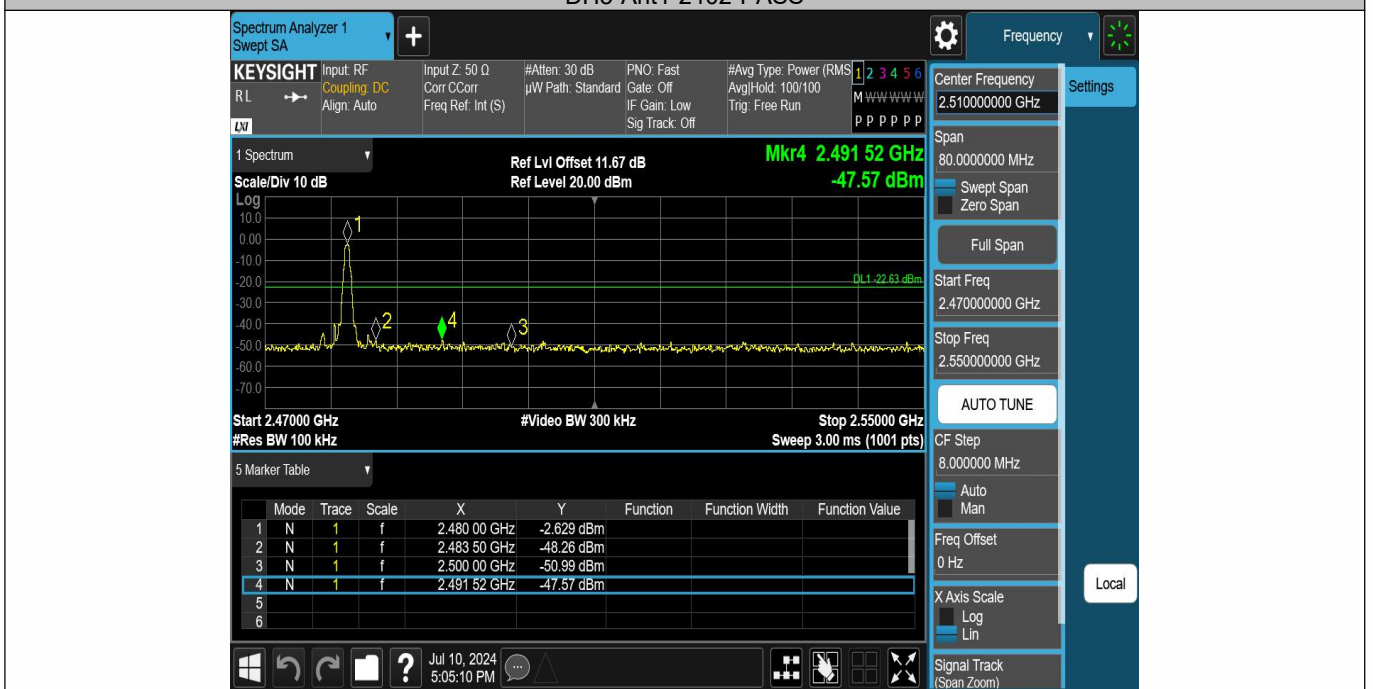 Spectrum Analyzer 1
Swept SA
+
Frequency
KEYSIGHT
RL
LXI
Input: RF
Coupling: DC
Align: Auto
Input Z: 50 Ω
Corr CCorr
Freq Ref: Int (S)
#Atten: 30 dB
µW Path: Standard
PNO: Fast
Gate: Off
IF Gain: Low
Sig Track: Off
#Avg Type: Power (RMS
Avg|Hold: 100/100
Trig: Free Run
1 2 3 4 5 6
M W W W W W
P P P P P P
1 Spectrum
Scale/Div 10 dB
Ref Lvl Offset 11.67 dB
Ref Level 20.00 dBm
Mkr4 2.491 52 GHz
-47.57 dBm
Log
10.0
0.00
-10.0
-20.0
-30.0
-40.0
-50.0
-60.0
-70.0
1
2
4
3
DL1 -22.63 dBm
Start 2.47000 GHz
#Video BW 300 kHz
Stop 2.55000 GHz
#Res BW 100 kHz
Sweep 3.00 ms (1001 pts)
5 Marker Table
Mode Trace Scale X Y Function Function Width Function Value
1 N 1 f 2.480 00 GHz -2.629 dBm
2 N 1 f 2.483 50 GHz -48.26 dBm
3 N 1 f 2.500 00 GHz -50.99 dBm
4 N 1 f 2.491 52 GHz -47.57 dBm
5
6
?
Jul 10, 2024
5:05:10 PM
Center Frequency
2.510000000 GHz
Span
80.0000000 MHz
Swept Span
Zero Span
Full Span
Start Freq
2.470000000 GHz
Stop Freq
2.550000000 GHz
AUTO TUNE
CF Step
8.000000 MHz
Auto
Man
Freq Offset
0 Hz
X Axis Scale
Log
Lin
Signal Track
(Span Zoom)
Settings
Local